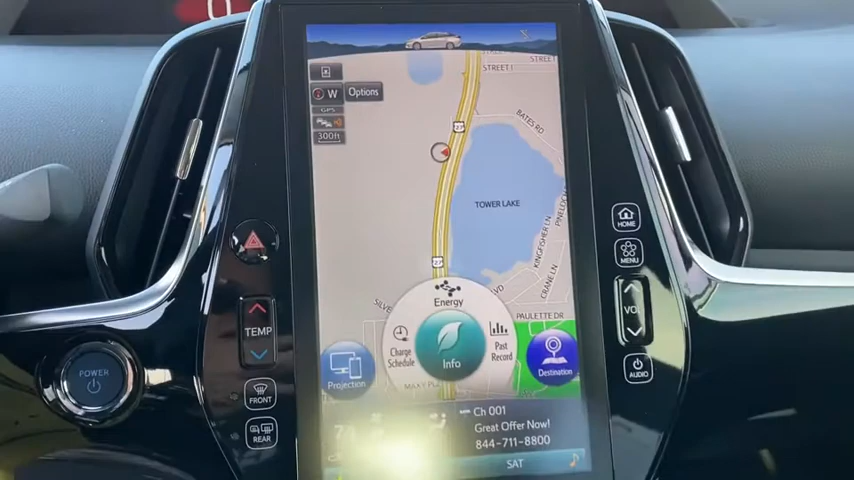 STREET I
STREET
W
Options
GPS
300ft
BATES RD
27
TOWER LAKE
KINGFISHER LN
CRANE LN
27
HOME
MENU
VOL
AUDIO
TEMP
FRONT
REAR
POWER
Energy
Charge
Schedule
Info
Past
Record
PAULETTE DR
Projection
Destination
Ch 001
Great Offer Now!
844-711-8800
SAT